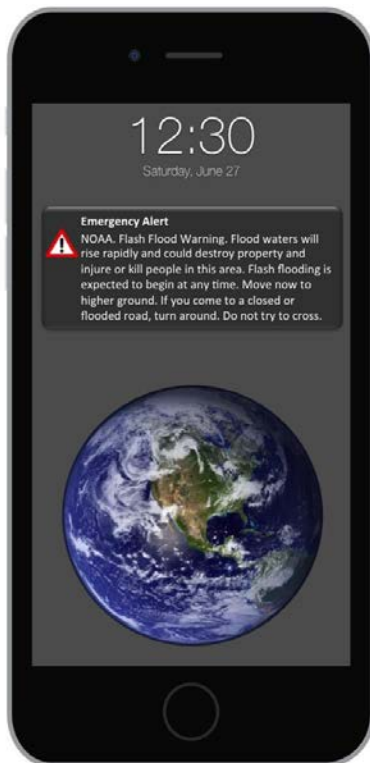 12:30
Saturday, June 27
Emergency Alert
NOAA. Flash Flood Warning. Flood waters will
rise rapidly and could destroy property and
injure or kill people in this area. Flash flooding is
expected to begin at any time. Move now to
higher ground. If you come to a closed or
flooded road, turn around. Do not try to cross.